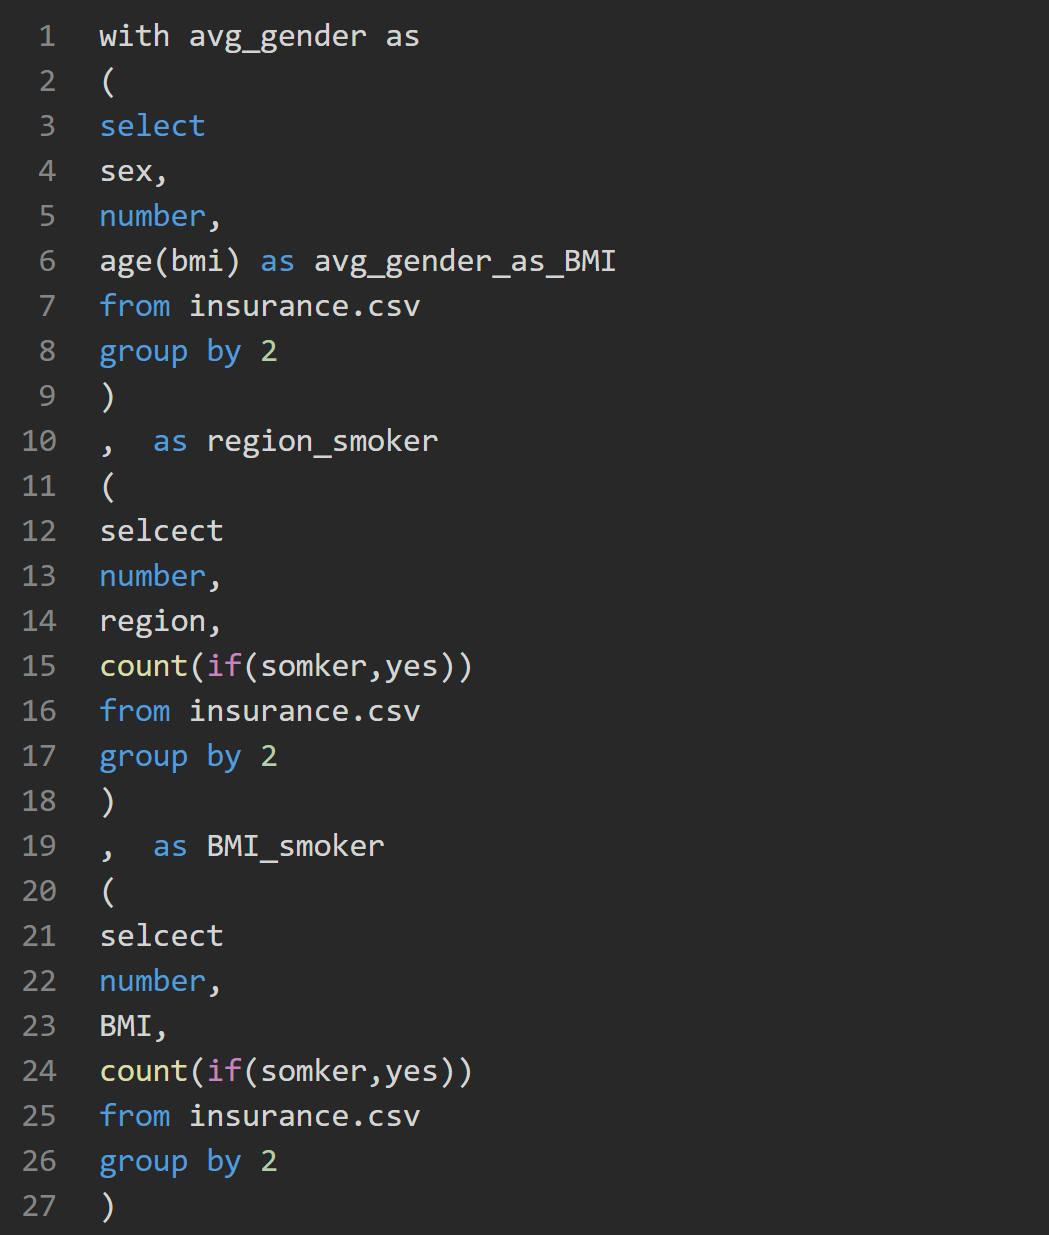 1 with avg_gender as
2 (
3 select
4 sex,
5 number,
6 age(bmi) as avg_gender_as_BMI
7 from insurance.csv
8 group by 2
9 )
10 ,  as region_smoker
11 (
12 selcect
13 number,
14 region,
15 count(if(somker,yes))
16 from insurance.csv
17 group by 2
18 )
19 ,  as BMI_smoker
20 (
21 selcect
22 number,
23 BMI,
24 count(if(somker,yes))
25 from insurance.csv
26 group by 2
27 )